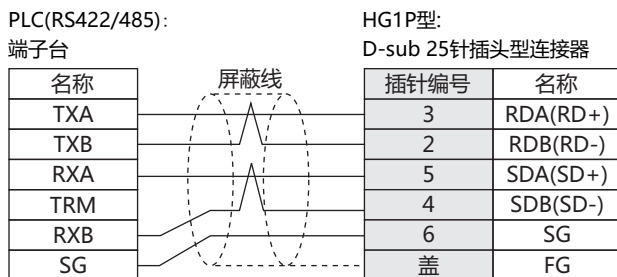 PLC(RS422/485): HG1P型:
端子台 D-sub 25针插头型连接器
名称 屏蔽线 插针编号 名称
TXA 3 RDA(RD+)
TXB 2 RDB(RD-)
RXA 5 SDA(SD+)
TRM 4 SDB(SD-)
RXB 6 SG
SG 盖 FG